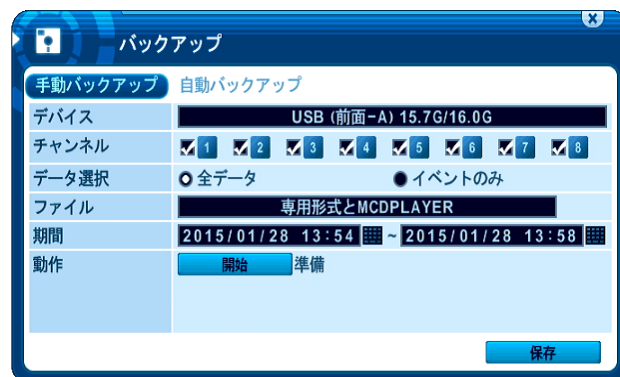 バックアップ
手動バックアップ 自動バックアップ
デバイス USB (前面-A) 15.7G/16.0G
チャンネル 1 2 3 4 5 6 7 8
データ選択 全データ イベントのみ
ファイル 専用形式とMCDPLAYER
期間 2015/01/28 13:54 ~ 2015/01/28 13:58
動作 開始 準備
保存